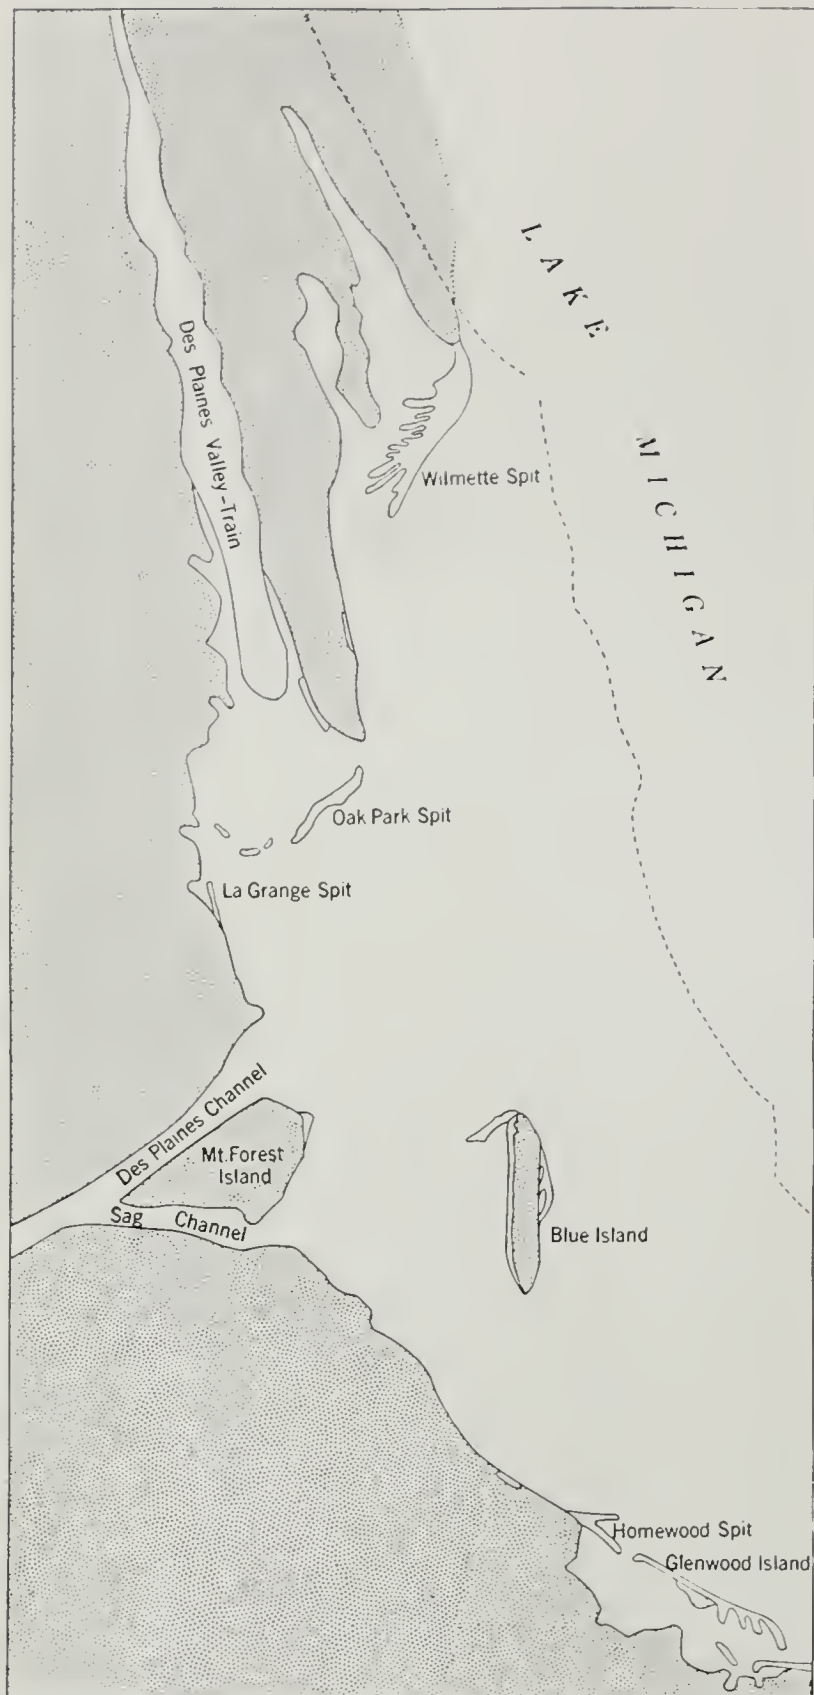 LAKE
MICHIGAN
Des Plaines Valley-Train
Wilmette Spit
Oak Park Spit
La Grange Spit
Des Plaines Channel
Mt. Forest
Island
Sag Channel
Blue Island
Homewood Spit
Glenwood Island